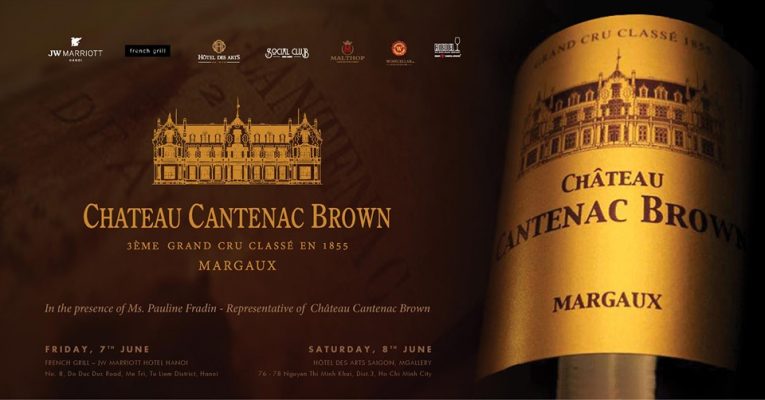 JW MARRIOTT
HANOI
french grill
HÔTEL DES ARTS
SOCIAL CLUB
MALTHOP
WINECELLAR
RIEDEL
CHATEAU CANTENAC BROWN
3ÈME GRAND CRU CLASSÉ EN 1855
MARGAUX
In the presence of Ms. Pauline Fradin - Representative of Château Cantenac Brown
FRIDAY, 7TH JUNE
FRENCH GRILL – JW MARRIOTT HOTEL HANOI
No. 8, Do Duc Duc Road, Me Tri, Tu Liem District, Hanoi
SATURDAY, 8TH JUNE
HÔTEL DES ARTS SAIGON, MGALLERY
76 - 78 Nguyen Thi Minh Khai, Dist.3, Ho Chi Minh City
GRAND CRU CLASSÉ 1855
CHÂTEAU
CANTENAC BROWN
MARGAUX